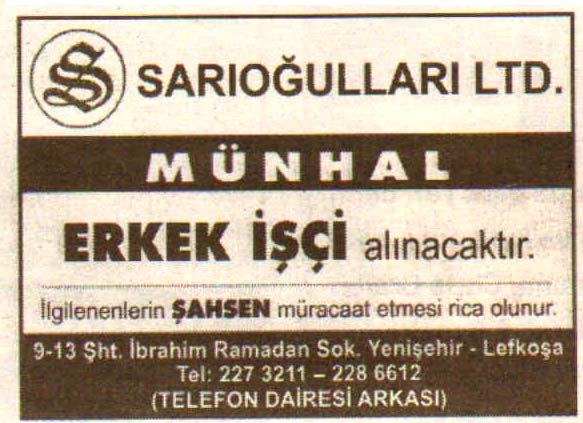 S SARIOĞULLARI LTD.
MÜNHAL
ERKEK İŞÇİ alınacaktır.
İlgilenenlerin ŞAHSEN müracaat etmesi rica olunur.
9-13 Şht. İbrahim Ramadan Sok. Yenişehir - Lefkoşa
Tel: 227 3211 – 228 6612
(TELEFON DAİRESİ ARKASI)